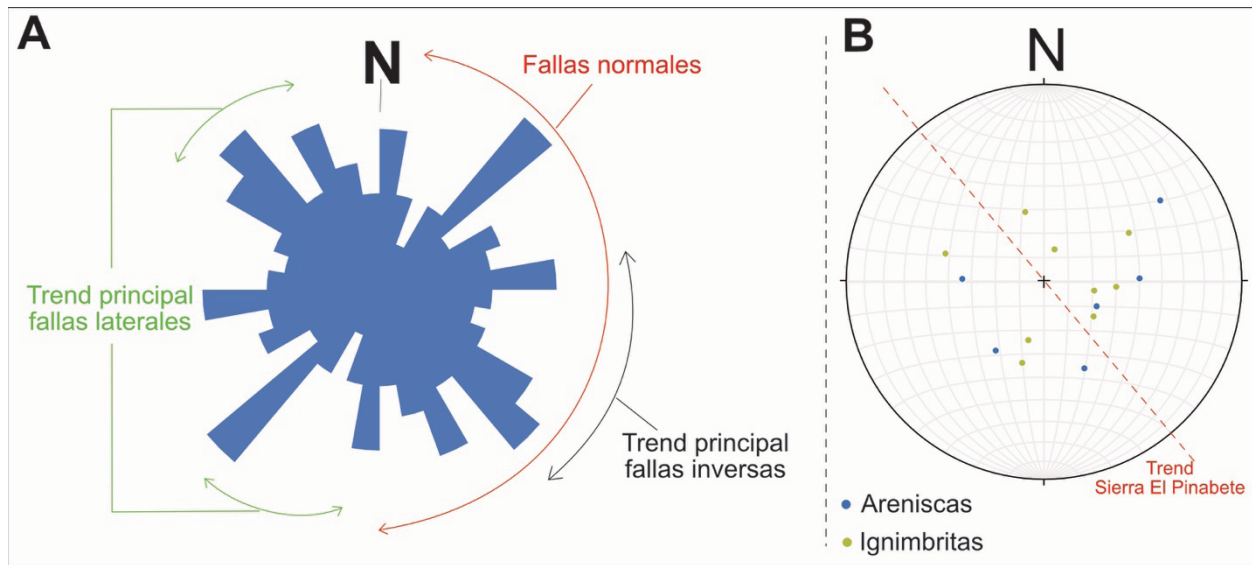 A
N
Fallas normales
Trend principal
fallas laterales
Trend principal
fallas inversas
B
N
Trend
Sierra El Pinabete
Areniscas
Ignimbritas